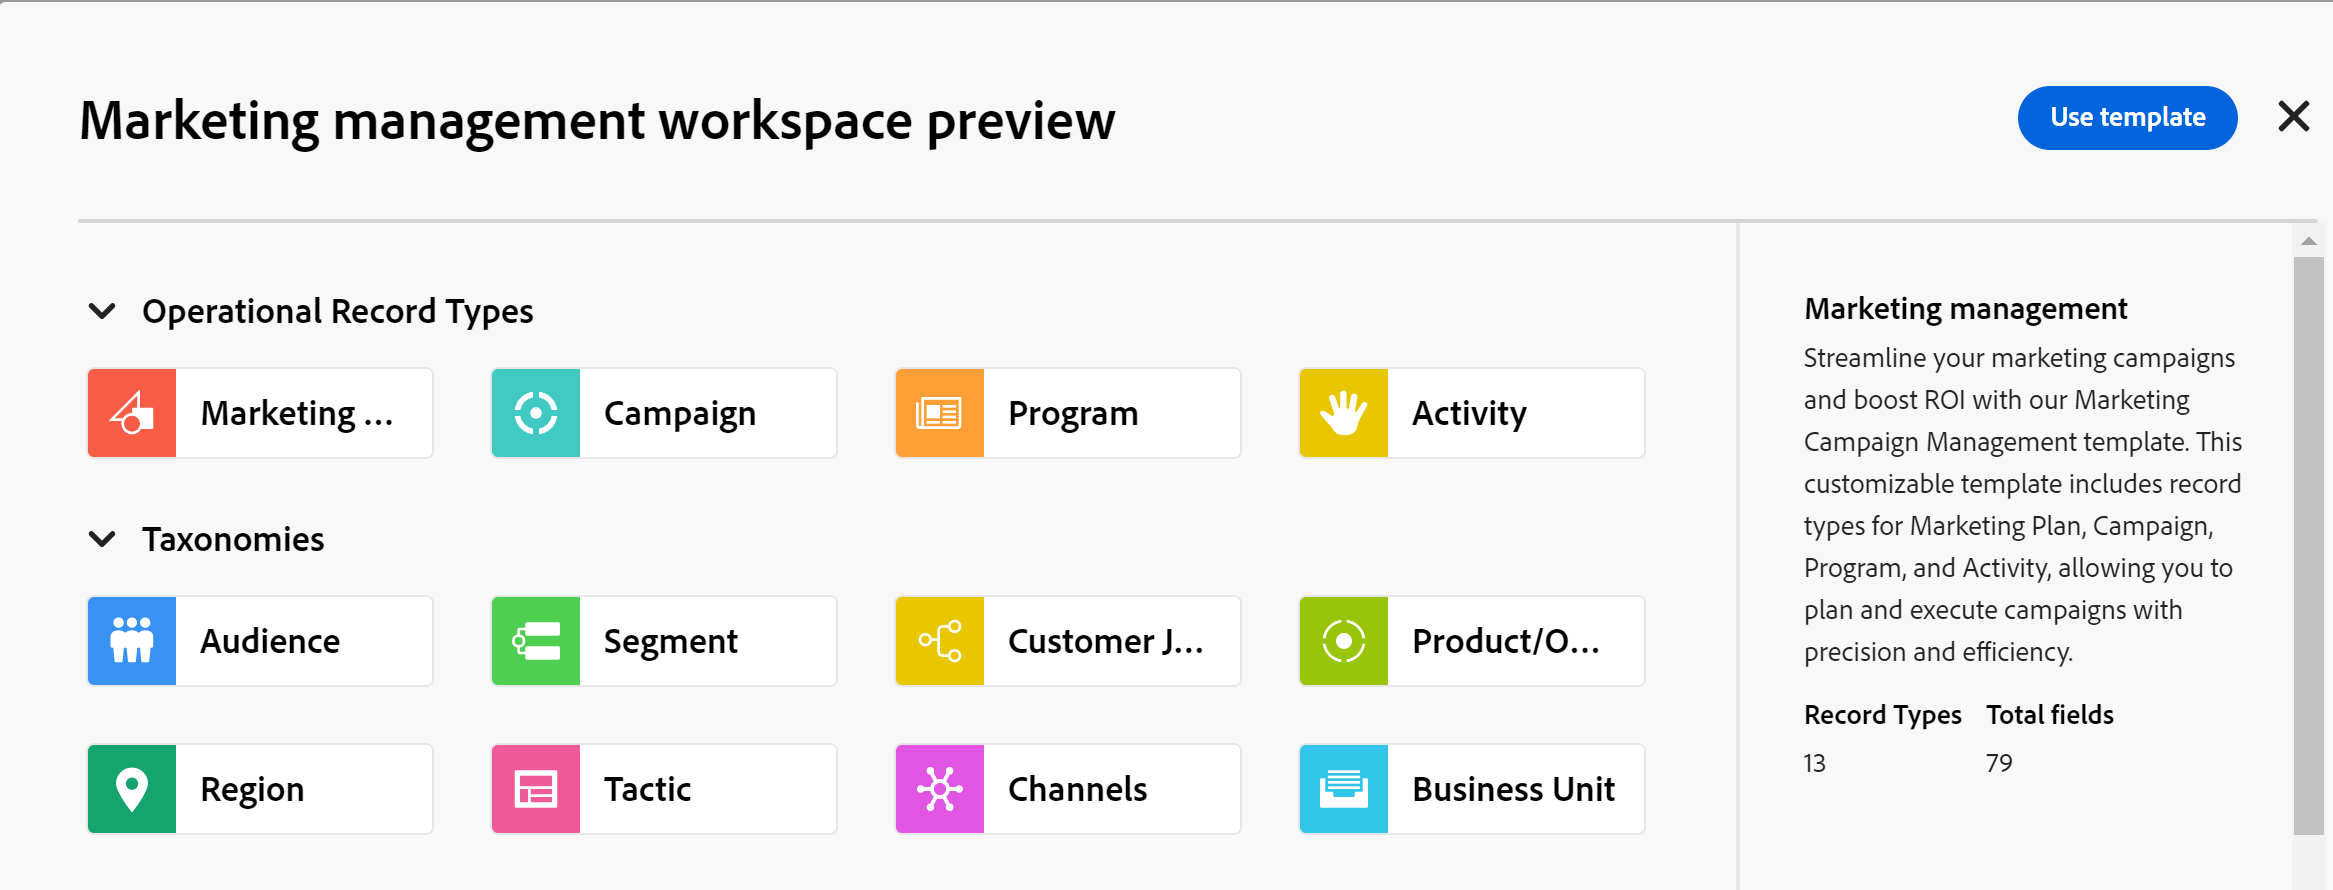 Marketing management workspace preview
Use template
Operational Record Types
Marketing ...
Campaign
Program
Activity
Taxonomies
Audience
Segment
Customer J...
Product/O...
Region
Tactic
Channels
Business Unit
Marketing management
Streamline your marketing campaigns
and boost ROI with our Marketing
Campaign Management template. This
customizable template includes record
types for Marketing Plan, Campaign,
Program, and Activity, allowing you to
plan and execute campaigns with
precision and efficiency.
Record Types Total fields
13 79